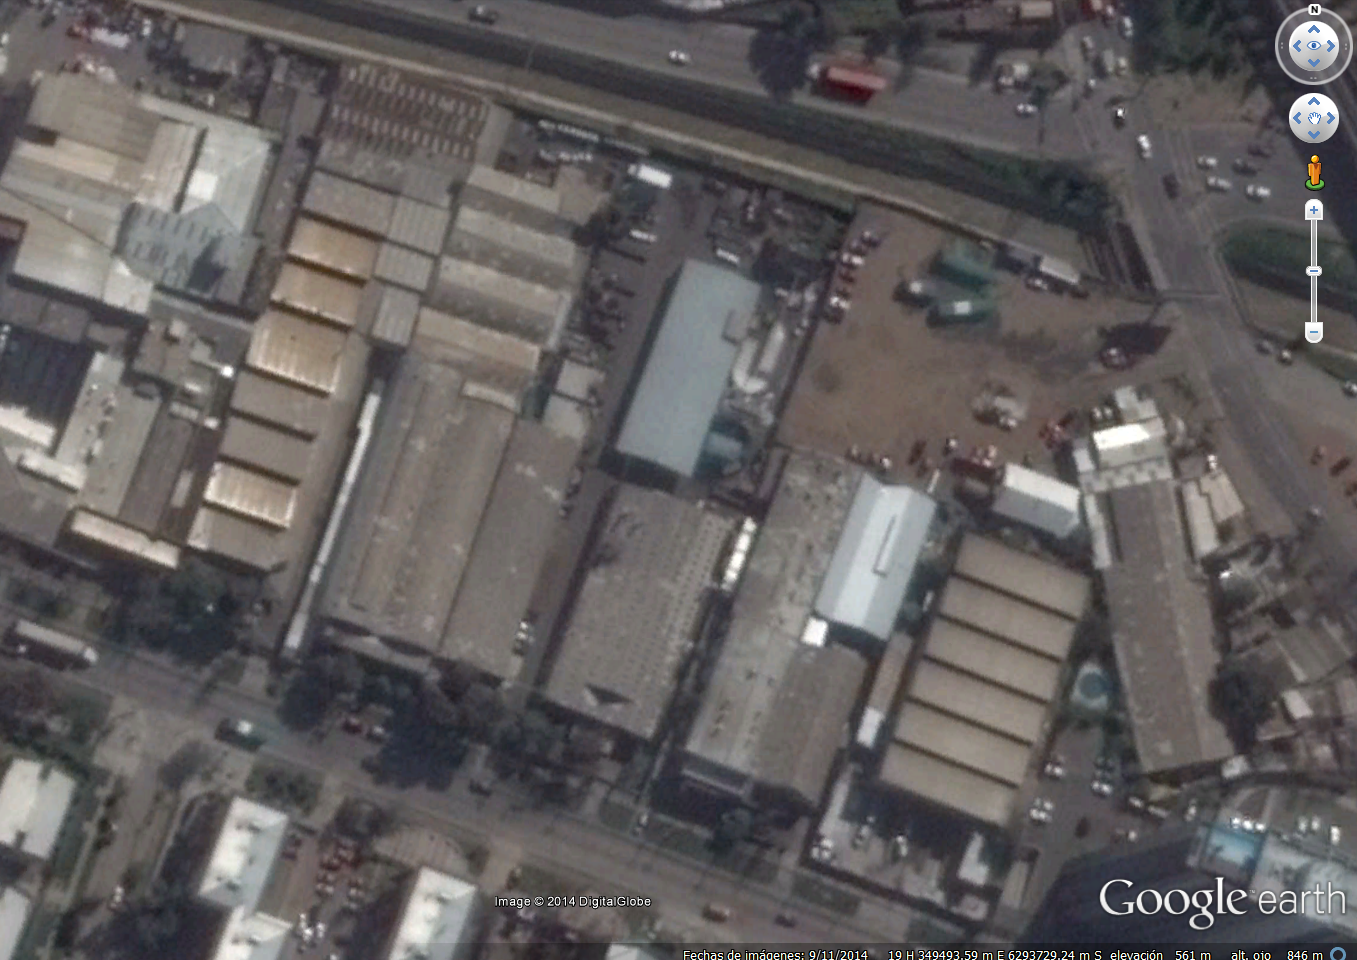 N
Image © 2014 DigitalGlobe
Google™ earth
Fechas de imágenes: 9/11/2014 19 H 349493.59 m E 6293729.24 m S elevación 561 m alt. ojo 846 m